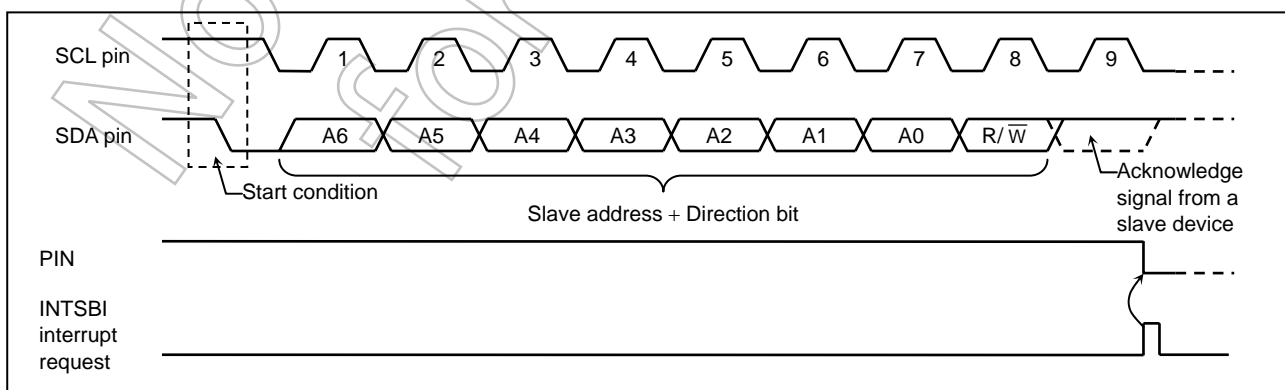 SCL pin
1 2 3 4 5 6 7 8 9
SDA pin
A6 A5 A4 A3 A2 A1 A0 R/W̅
Start condition
Slave address + Direction bit
Acknowledge
signal from a
slave device
PIN
INTSBI
interrupt
request